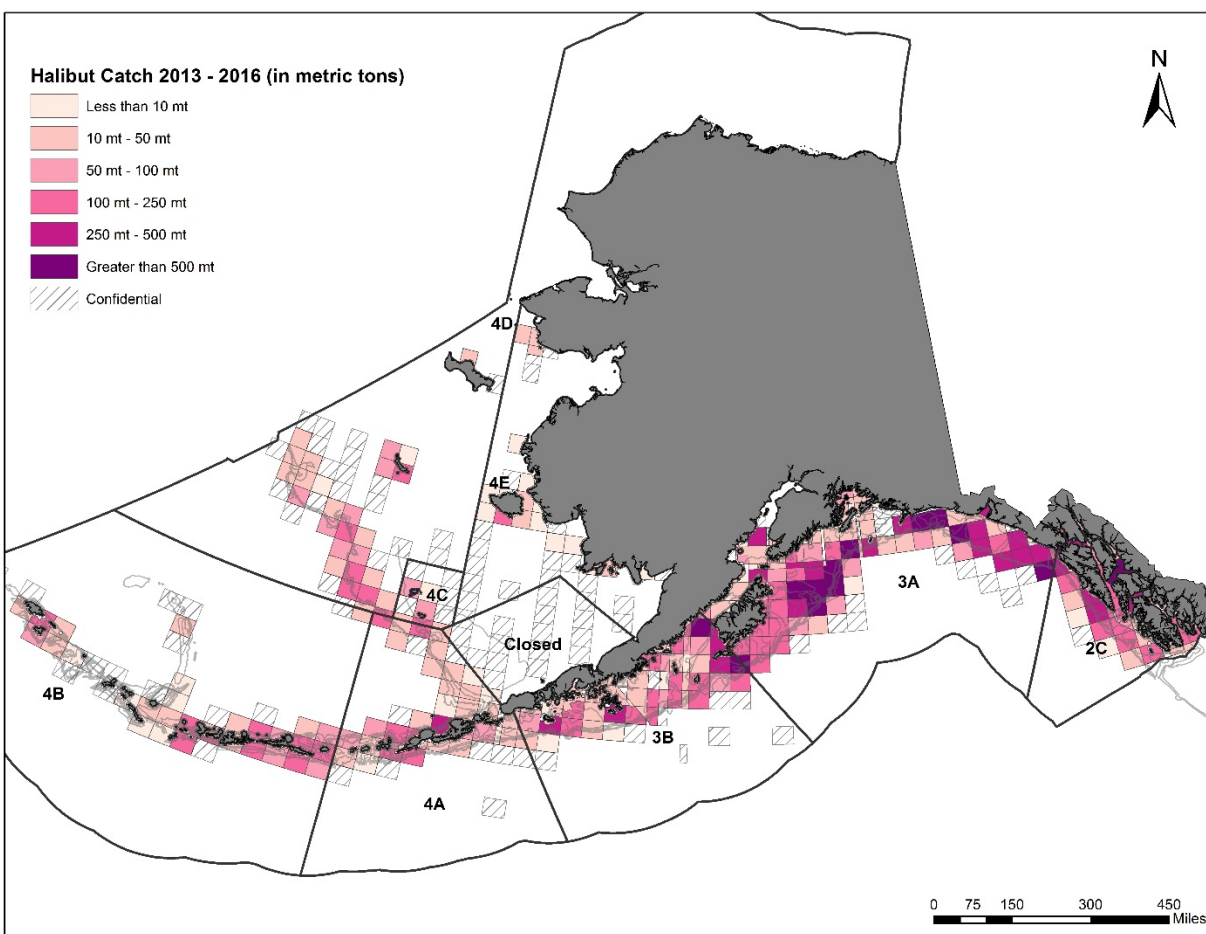 Halibut Catch 2013 - 2016 (in metric tons)
Less than 10 mt
10 mt - 50 mt
50 mt - 100 mt
100 mt - 250 mt
250 mt - 500 mt
Greater than 500 mt
Confidential
N
4D
4E
4C
Closed
3A
2C
4B
3B
4A
0 75 150 300 450
Miles